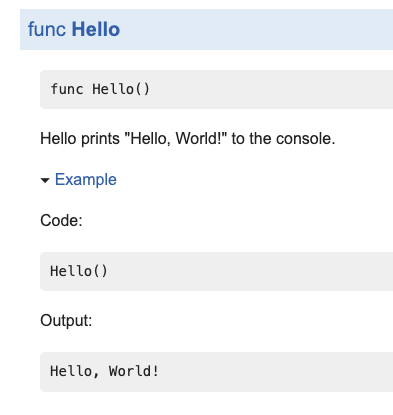 func Hello
func Hello()
Hello prints "Hello, World!" to the console.
Example
Code:
Hello()
Output:
Hello, World!